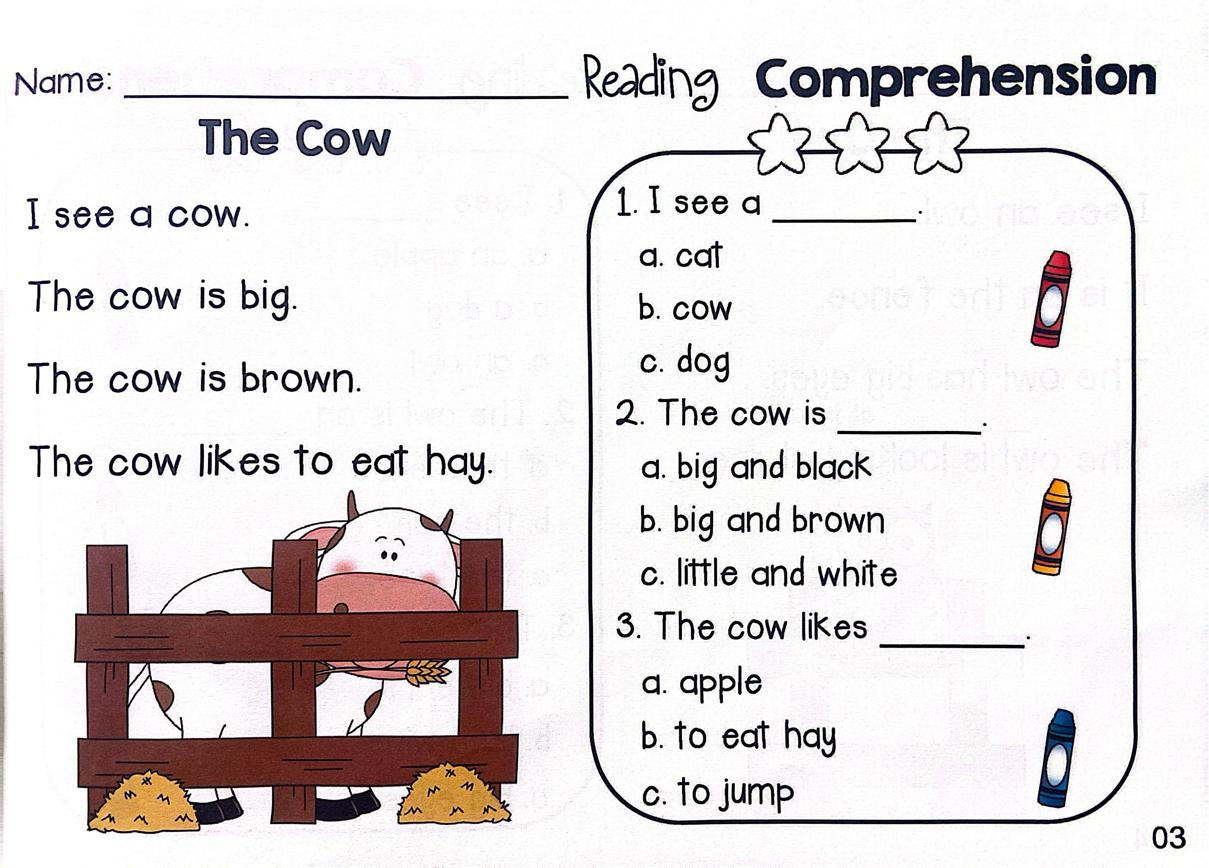 Name: ____________________ Reading Comprehension
The Cow
I see a cow.
The cow is big.
The cow is brown.
The cow likes to eat hay.
1. I see a ________.
a. cat
b. cow
c. dog
2. The cow is ________.
a. big and black
b. big and brown
c. little and white
3. The cow likes ________.
a. apple
b. to eat hay
c. to jump
03